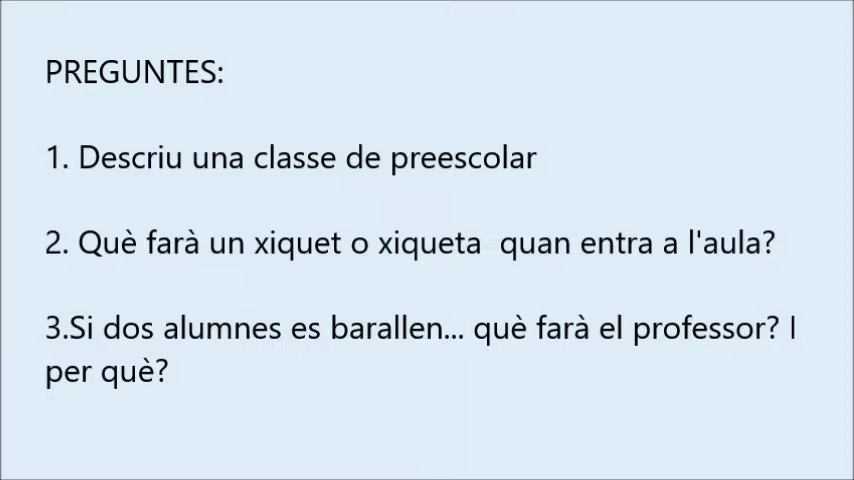 PREGUNTES:
1. Descriu una classe de preescolar
2. Què farà un xiquet o xiqueta  quan entra a l'aula?
3.Si dos alumnes es barallen... què farà el professor? I
per què?